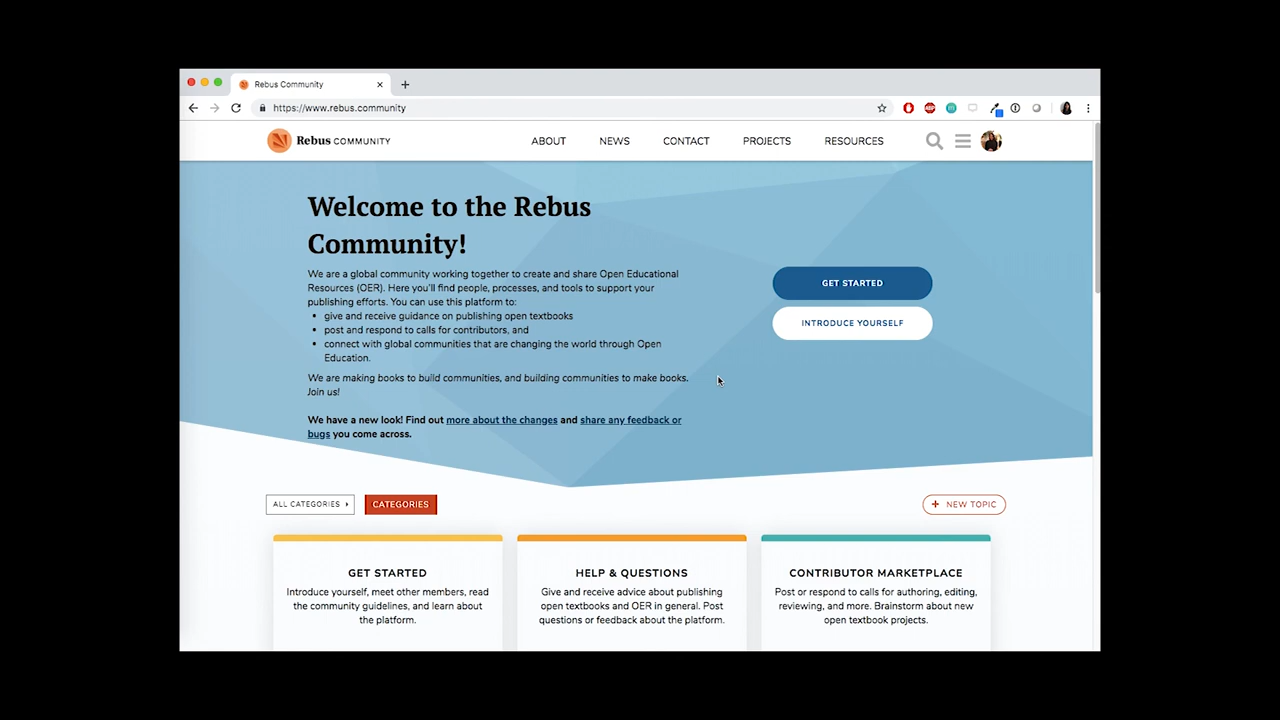 Rebus Community
https://www.rebus.community
Rebus COMMUNITY
ABOUT
NEWS
CONTACT
PROJECTS
RESOURCES
Welcome to the Rebus
Community!
We are a global community working together to create and share Open Educational
Resources (OER). Here you'll find people, processes, and tools to support your
publishing efforts. You can use this platform to:
• give and receive guidance on publishing open textbooks
• post and respond to calls for contributors, and
• connect with global communities that are changing the world through Open
Education.
We are making books to build communities, and building communities to make books.
Join us!
We have a new look! Find out more about the changes and share any feedback or
bugs you come across.
GET STARTED
INTRODUCE YOURSELF
ALL CATEGORIES
CATEGORIES
+ NEW TOPIC
GET STARTED
Introduce yourself, meet other members, read
the community guidelines, and learn about
the platform.
HELP & QUESTIONS
Give and receive advice about publishing
open textbooks and OER in general. Post
questions or feedback about the platform.
CONTRIBUTOR MARKETPLACE
Post or respond to calls for authoring, editing,
reviewing, and more. Brainstorm about new
open textbook projects.